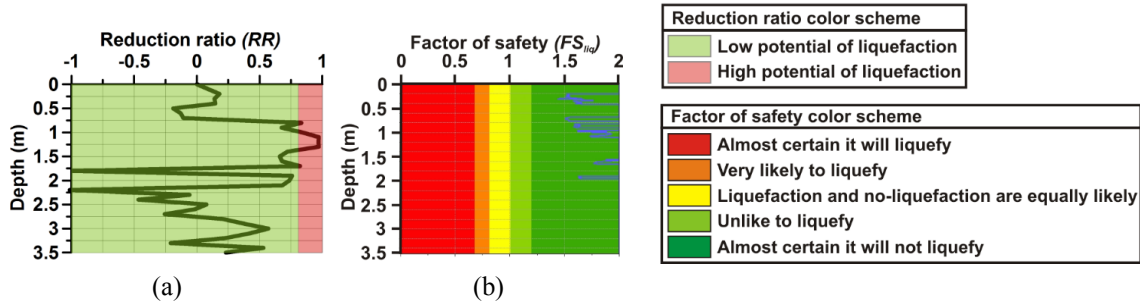 Reduction ratio (RR)
-1 -0.5 0 0.5 1
Depth (m)
0
0.5
1
1.5
2
2.5
3
3.5
(a)
Factor of safety (FSliq)
0 0.5 1 1.5 2
Depth (m)
0
0.5
1
1.5
2
2.5
3
3.5
(b)
Reduction ratio color scheme
Low potential of liquefaction
High potential of liquefaction
Factor of safety color scheme
Almost certain it will liquefy
Very likely to liquefy
Liquefaction and no-liquefaction are equally likely
Unlike to liquefy
Almost certain it will not liquefy